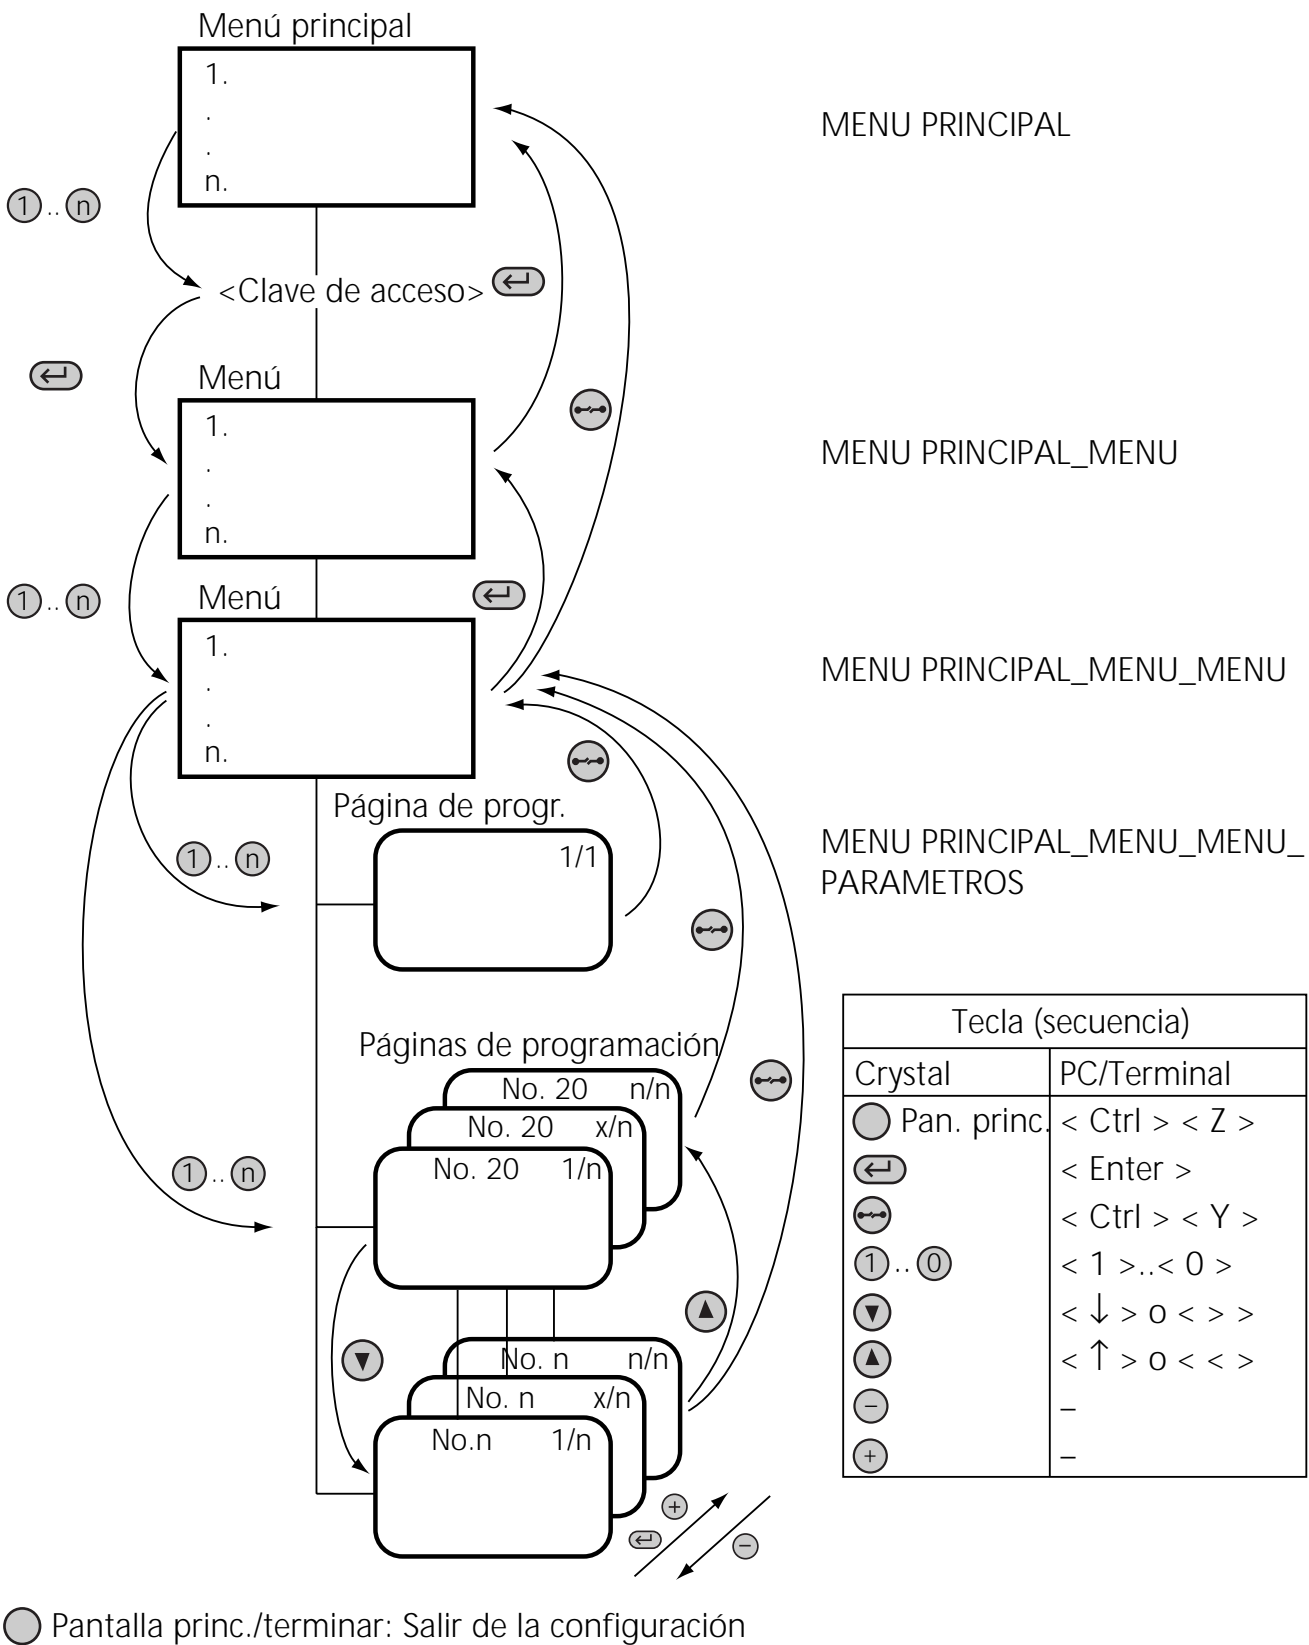 Menú principal
1.
.
.
n.
MENU PRINCIPAL
1 .. n
<Clave de acceso>
Menú
1.
.
.
n.
MENU PRINCIPAL_MENU
1 .. n
Menú
1.
.
.
n.
MENU PRINCIPAL_MENU_MENU
Página de progr.
1/1
1 .. n
MENU PRINCIPAL_MENU_MENU_
PARAMETROS
Páginas de programación
No. 20 n/n
No. 20 x/n
No. 20 1/n
1 .. n
No. n n/n
No. n x/n
No.n 1/n
+
−
Tecla (secuencia)
Crystal PC/Terminal
Pan. princ. < Ctrl > < Z >
↵ < Enter >
< Ctrl > < Y >
1 .. 0 < 1 >..< 0 >
▼ < ↓ > o < > >
▲ < ↑ > o < < >
− –
+ –
Pantalla princ./terminar: Salir de la configuración